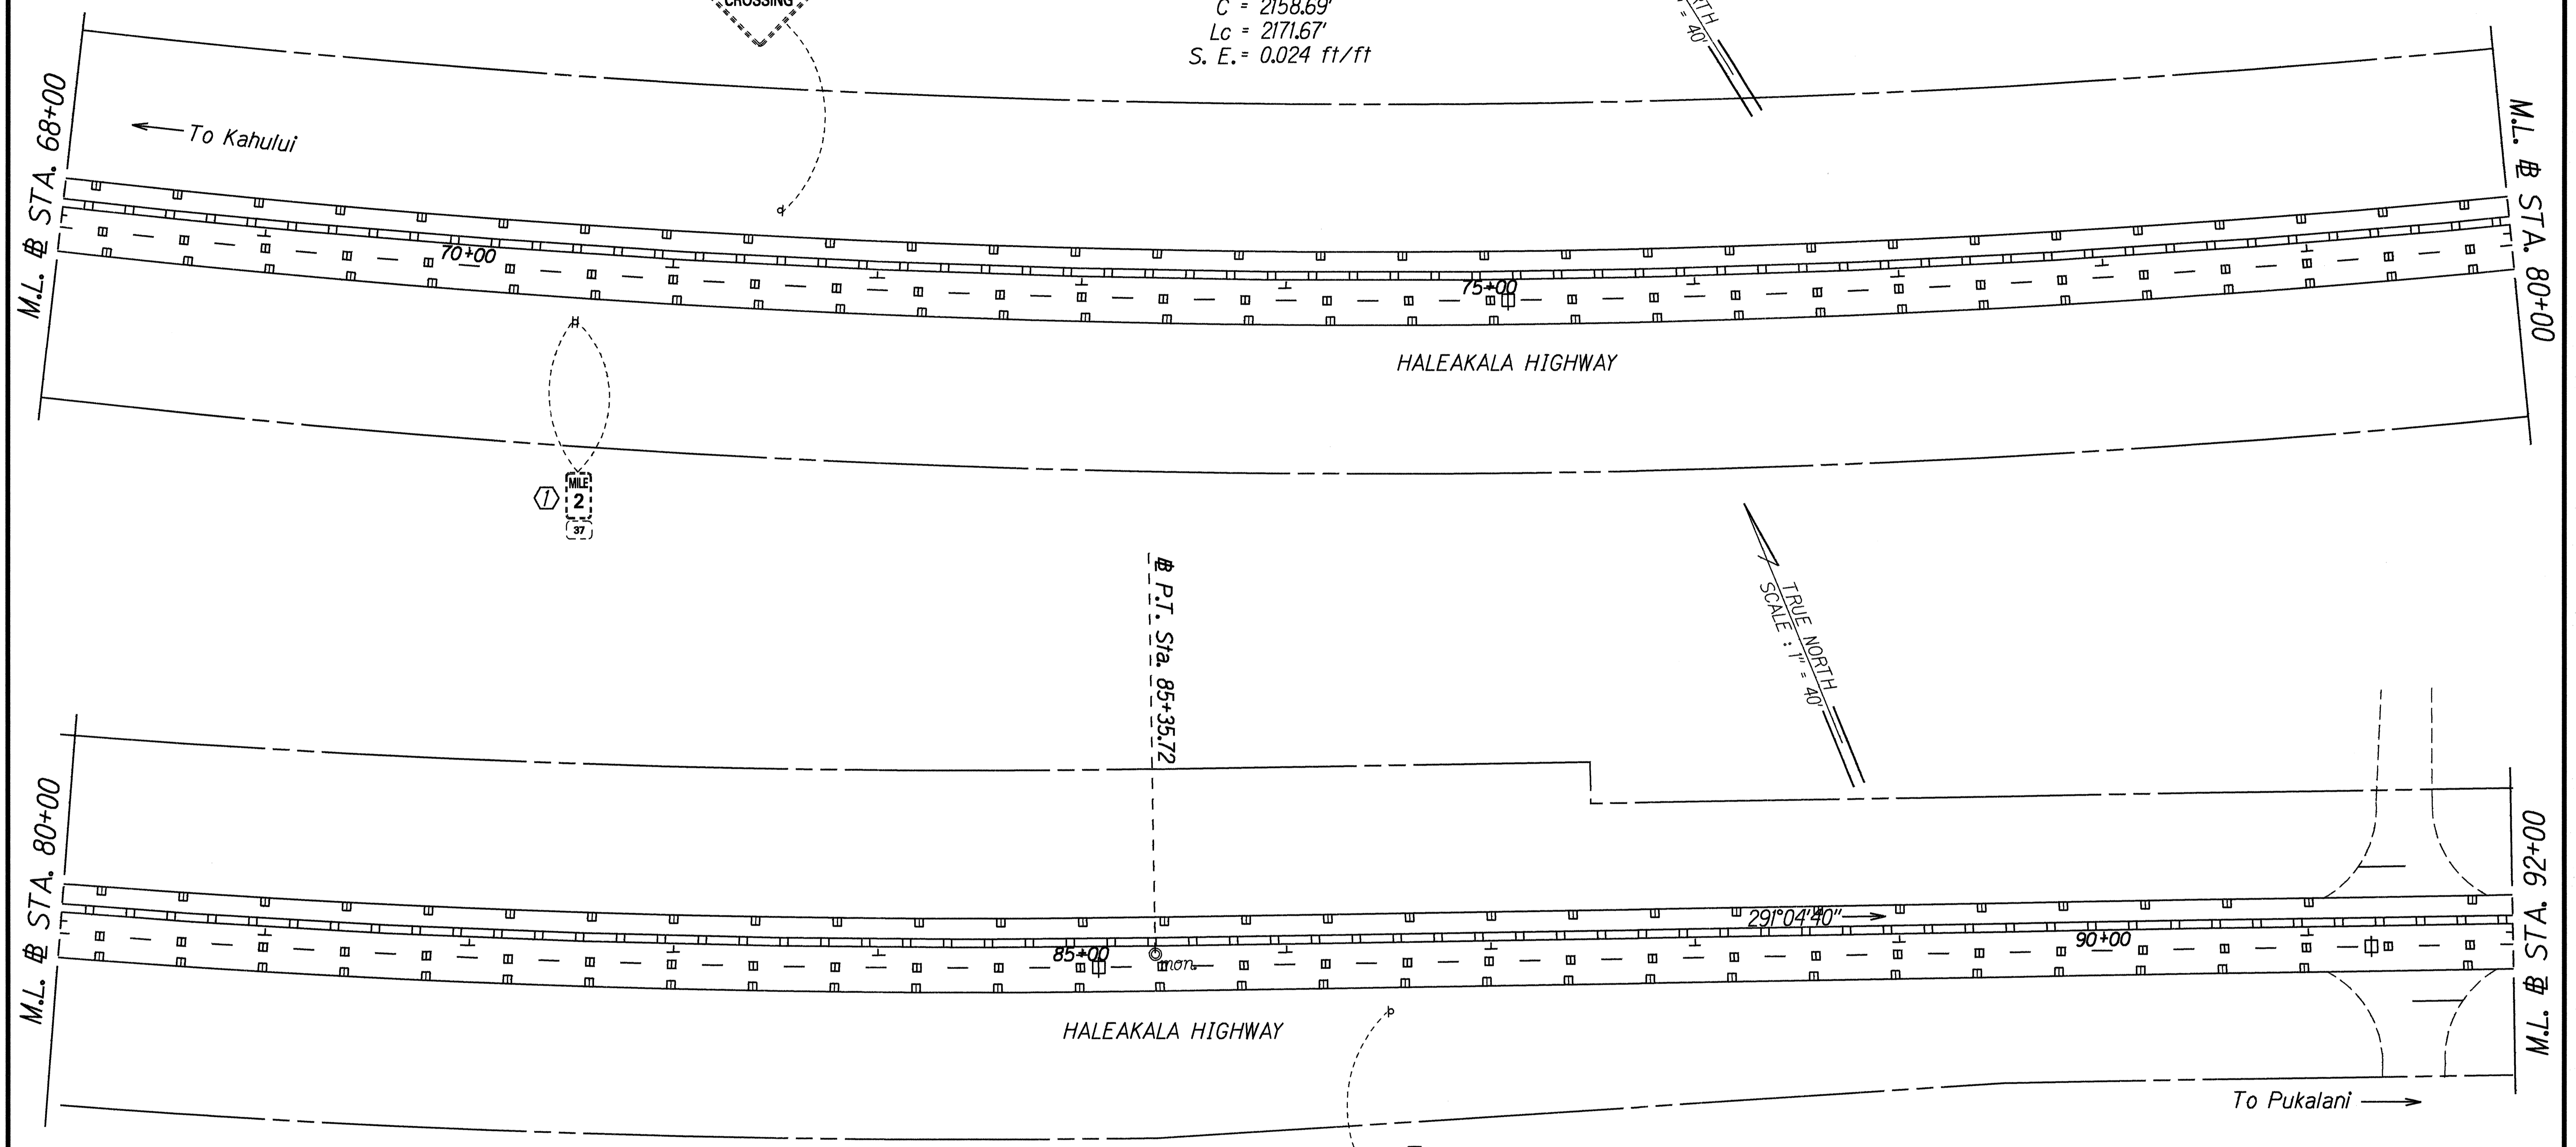 CROSSING
C = 2158.69'
Lc = 2171.67'
S. E. = 0.024 ft/ft
= 40'
M.L. ⅊ STA. 68+00
To Kahului
70+00
75+00
HALEAKALA HIGHWAY
M.L. ⅊ STA. 80+00
1
MILE
2
37
TRUE NORTH
SCALE : 1" = 40'
P.T. Sta. 85+35.72
M.L. ⅊ STA. 80+00
85+00
mon.
291°04'40"
90+00
HALEAKALA HIGHWAY
To Pukalani
M.L. ⅊ STA. 92+00